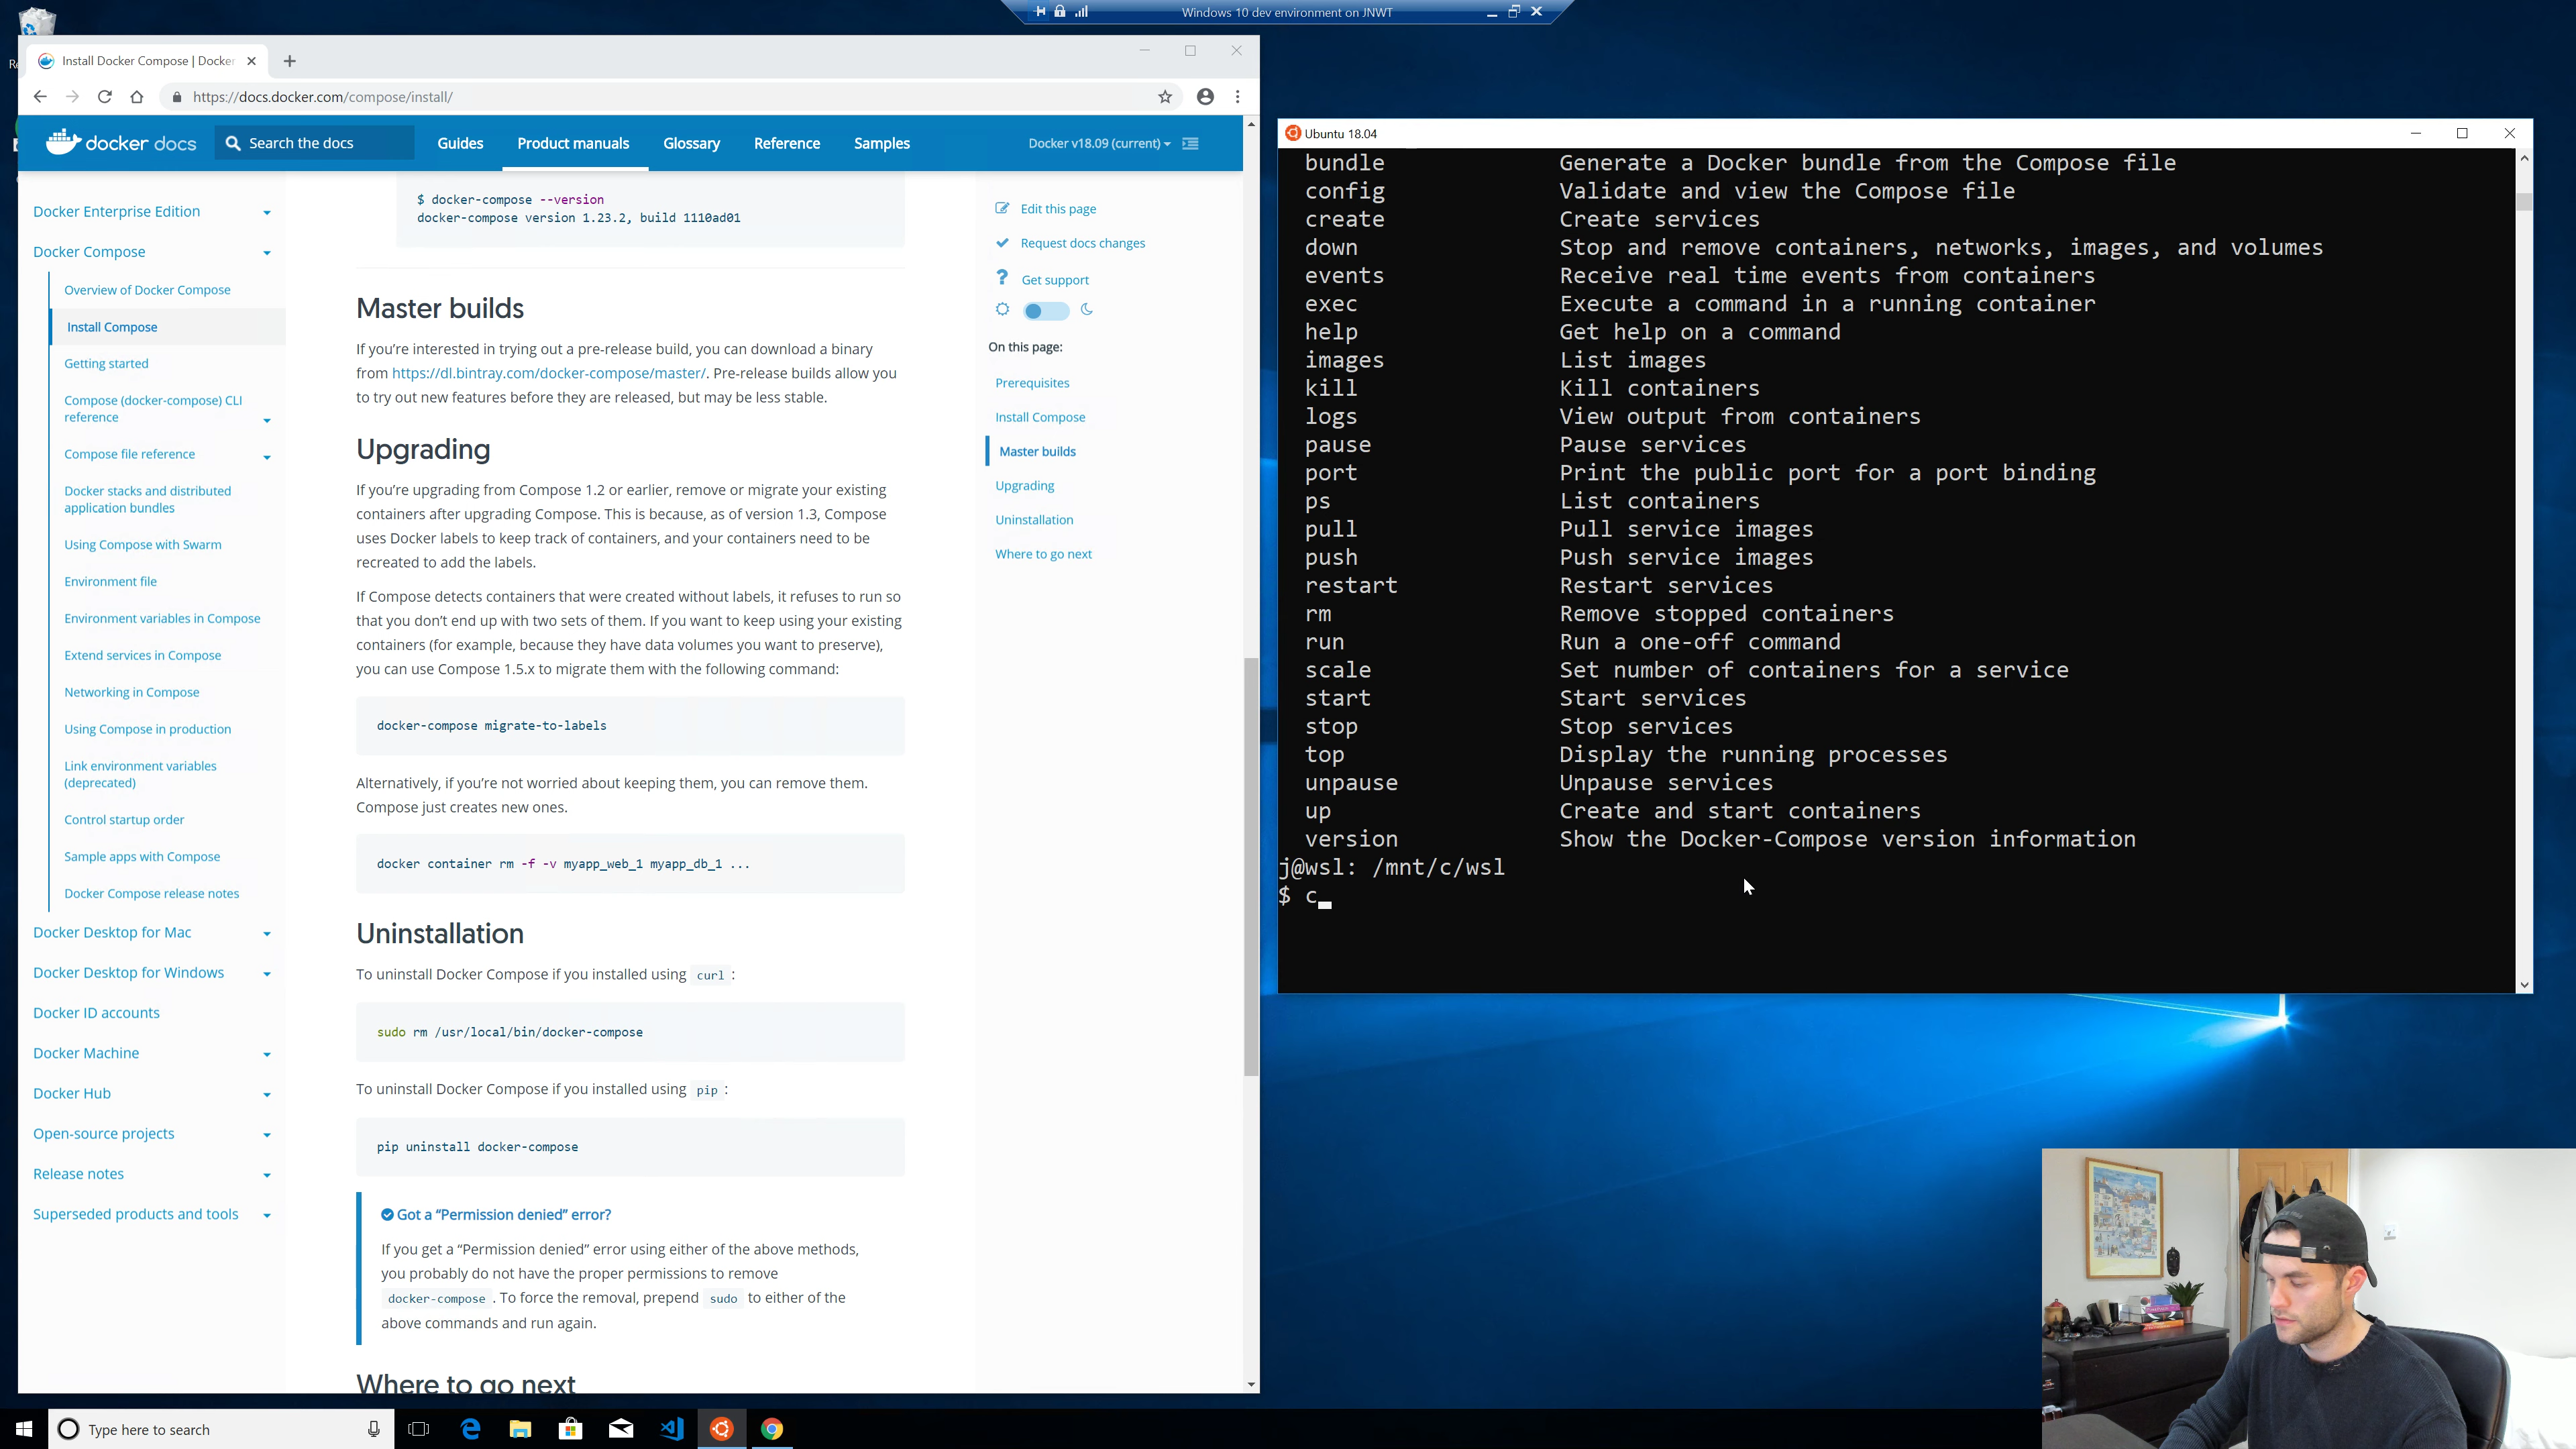 Windows 10 dev environment on JNWT
Install Docker Compose | Docker
https://docs.docker.com/compose/install/
docker docs
Search the docs
Guides
Product manuals
Glossary
Reference
Samples
Docker v18.09 (current)
Docker Enterprise Edition
Docker Compose
Overview of Docker Compose
Install Compose
Getting started
Compose (docker-compose) CLI
reference
Compose file reference
Docker stacks and distributed
application bundles
Using Compose with Swarm
Environment file
Environment variables in Compose
Extend services in Compose
Networking in Compose
Using Compose in production
Link environment variables
(deprecated)
Control startup order
Sample apps with Compose
Docker Compose release notes
Docker Desktop for Mac
Docker Desktop for Windows
Docker ID accounts
Docker Machine
Docker Hub
Open-source projects
Release notes
Superseded products and tools
$ docker-compose --version
docker-compose version 1.23.2, build 1110ad01
Master builds
If you’re interested in trying out a pre-release build, you can download a binary
from https://dl.bintray.com/docker-compose/master/. Pre-release builds allow you
to try out new features before they are released, but may be less stable.
Upgrading
If you’re upgrading from Compose 1.2 or earlier, remove or migrate your existing
containers after upgrading Compose. This is because, as of version 1.3, Compose
uses Docker labels to keep track of containers, and your containers need to be
recreated to add the labels.
If Compose detects containers that were created without labels, it refuses to run so
that you don’t end up with two sets of them. If you want to keep using your existing
containers (for example, because they have data volumes you want to preserve),
you can use Compose 1.5.x to migrate them with the following command:
docker-compose migrate-to-labels
Alternatively, if you’re not worried about keeping them, you can remove them.
Compose just creates new ones.
docker container rm -f -v myapp_web_1 myapp_db_1 ...
Uninstallation
To uninstall Docker Compose if you installed using curl :
sudo rm /usr/local/bin/docker-compose
To uninstall Docker Compose if you installed using pip :
pip uninstall docker-compose
Got a “Permission denied” error?
If you get a “Permission denied” error using either of the above methods,
you probably do not have the proper permissions to remove
docker-compose . To force the removal, prepend sudo to either of the
above commands and run again.
Where to go next
Edit this page
Request docs changes
Get support
On this page:
Prerequisites
Install Compose
Master builds
Upgrading
Uninstallation
Where to go next
Ubuntu 18.04
bundle Generate a Docker bundle from the Compose file
config Validate and view the Compose file
create Create services
down Stop and remove containers, networks, images, and volumes
events Receive real time events from containers
exec Execute a command in a running container
help Get help on a command
images List images
kill Kill containers
logs View output from containers
pause Pause services
port Print the public port for a port binding
ps List containers
pull Pull service images
push Push service images
restart Restart services
rm Remove stopped containers
run Run a one-off command
scale Set number of containers for a service
start Start services
stop Stop services
top Display the running processes
unpause Unpause services
up Create and start containers
version Show the Docker-Compose version information
j@wsl: /mnt/c/wsl
$ c
Type here to search